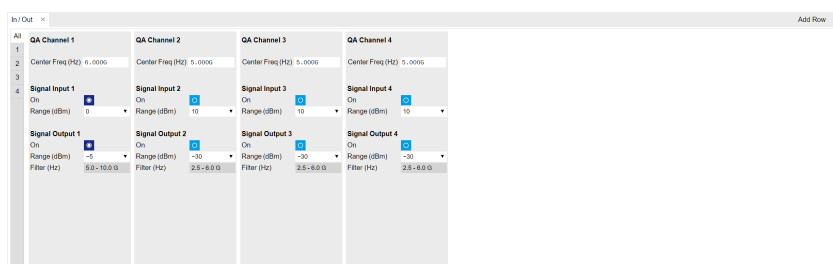 In / Out × Add Row
All
1
2
3
4
QA Channel 1 QA Channel 2 QA Channel 3 QA Channel 4
Center Freq (Hz) 6.000G Center Freq (Hz) 5.000G Center Freq (Hz) 5.000G Center Freq (Hz) 5.000G
Signal Input 1 Signal Input 2 Signal Input 3 Signal Input 4
On On On On
Range (dBm) 0 Range (dBm) 10 Range (dBm) 10 Range (dBm) 10
Signal Output 1 Signal Output 2 Signal Output 3 Signal Output 4
On On On On
Range (dBm) -5 Range (dBm) -30 Range (dBm) -30 Range (dBm) -30
Filter (Hz) 5.0 - 10.0 G Filter (Hz) 2.5 - 6.0 G Filter (Hz) 2.5 - 6.0 G Filter (Hz) 2.5 - 6.0 G